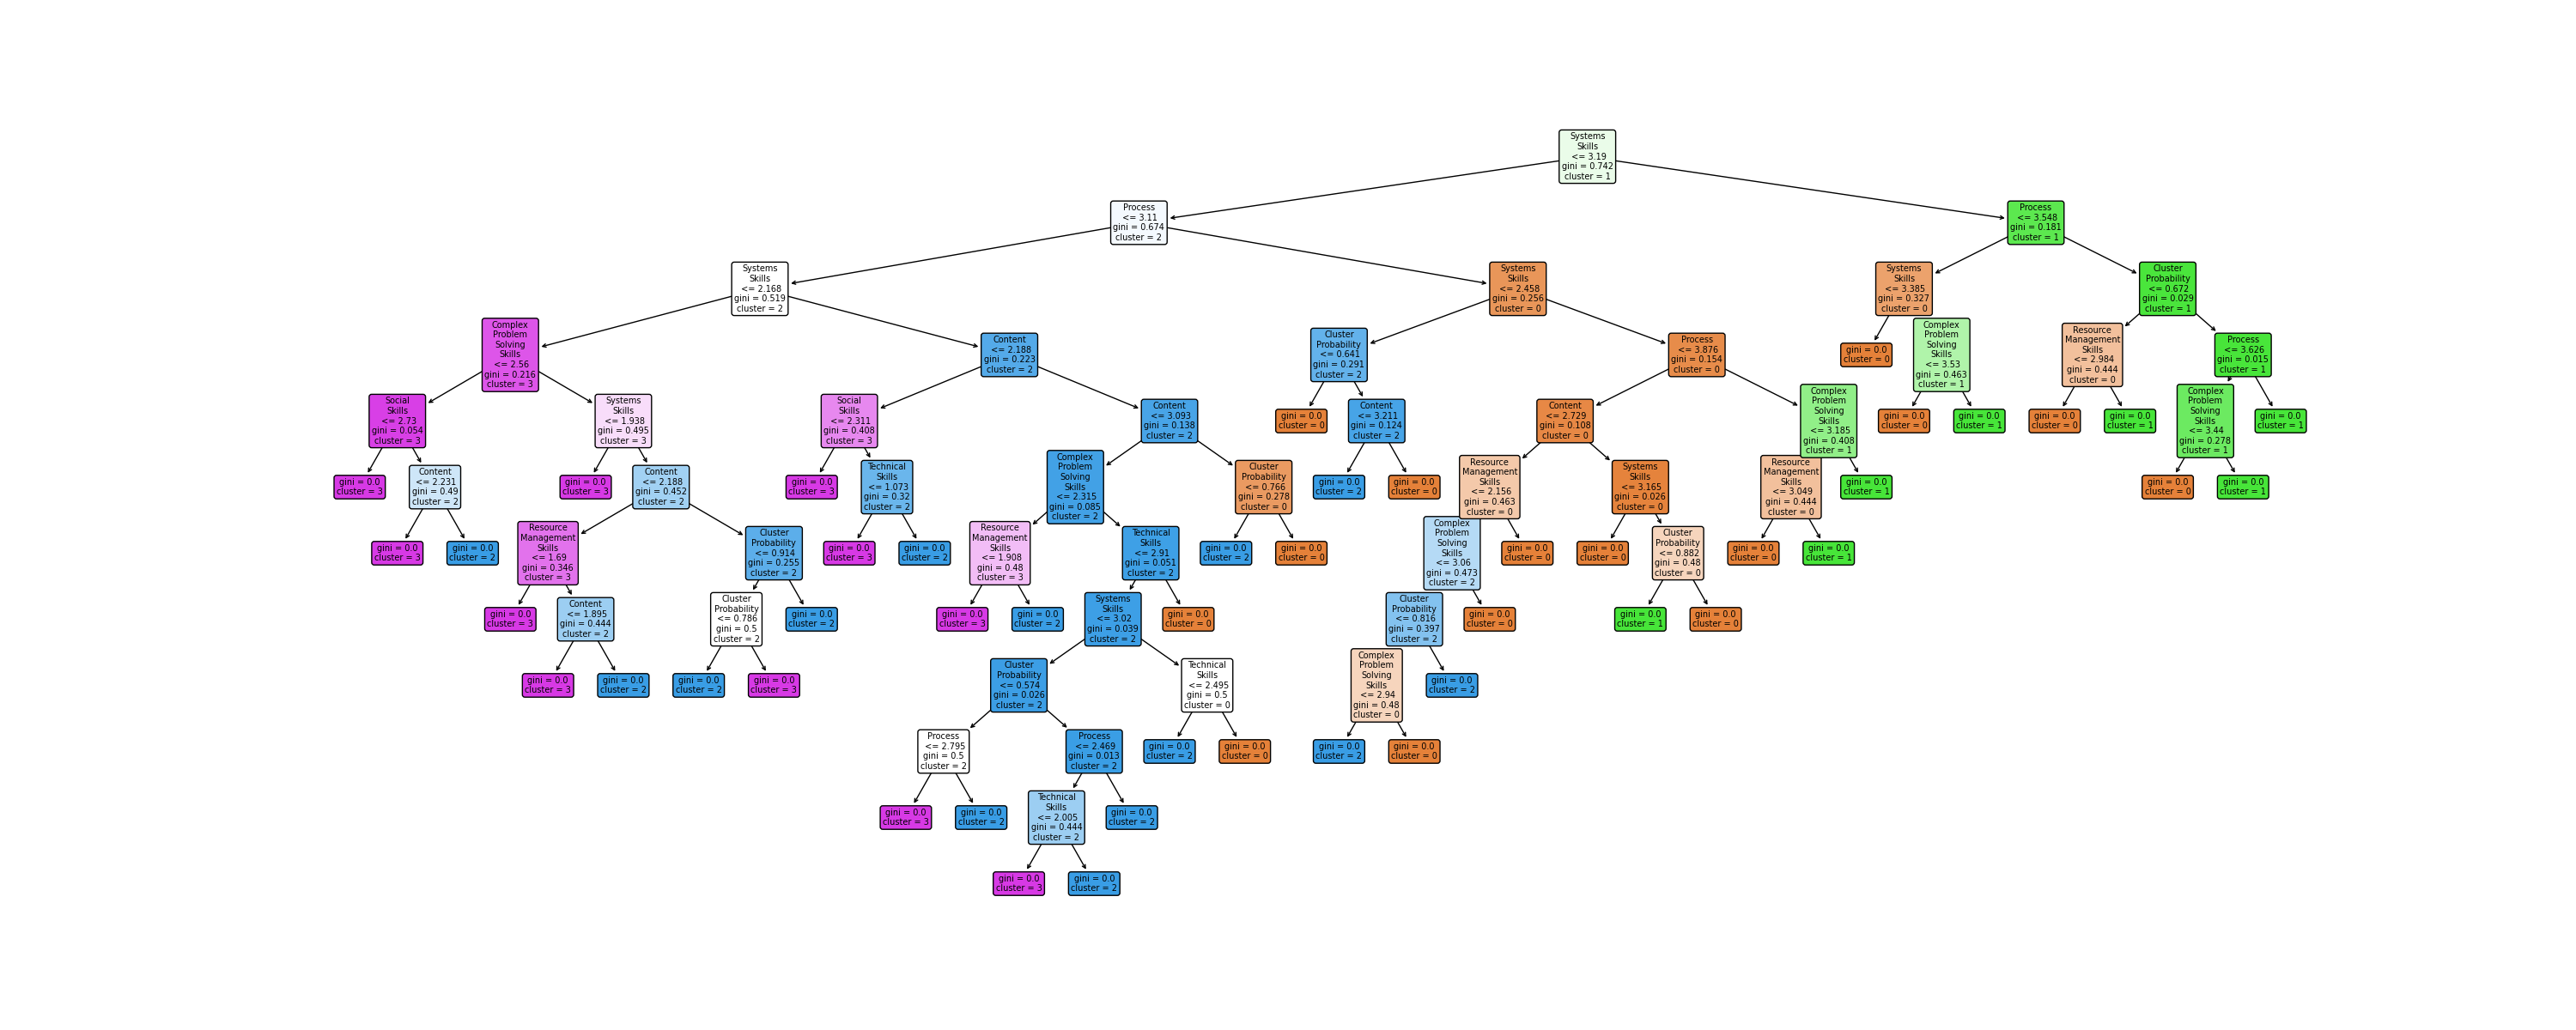 Systems
Skills
<= 3.19
gini = 0.742
cluster = 1
Process
<= 3.11
gini = 0.674
cluster = 2
Process
<= 3.548
gini = 0.181
cluster = 1
Systems
Skills
<= 2.168
gini = 0.519
cluster = 2
Systems
Skills
<= 2.458
gini = 0.256
cluster = 0
Systems
Skills
<= 3.385
gini = 0.327
cluster = 0
Cluster
Probability
<= 0.672
gini = 0.029
cluster = 1
Complex
Problem
Solving
Skills
<= 2.56
gini = 0.216
cluster = 3
Content
<= 2.188
gini = 0.223
cluster = 2
Cluster
Probability
<= 0.641
gini = 0.291
cluster = 2
Process
<= 3.876
gini = 0.154
cluster = 0
gini = 0.0
cluster = 0
Complex
Problem
Solving
Skills
<= 3.53
gini = 0.463
cluster = 1
Resource
Management
Skills
<= 2.984
gini = 0.444
cluster = 0
Process
<= 3.626
gini = 0.015
cluster = 1
Social
Skills
<= 2.73
gini = 0.054
cluster = 3
Systems
Skills
<= 1.938
gini = 0.495
cluster = 3
Social
Skills
<= 2.311
gini = 0.408
cluster = 3
Content
<= 3.093
gini = 0.138
cluster = 2
gini = 0.0
cluster = 0
Content
<= 3.211
gini = 0.124
cluster = 2
Content
<= 2.729
gini = 0.108
cluster = 0
Complex
Problem
Solving
Skills
<= 3.185
gini = 0.408
cluster = 1
gini = 0.0
cluster = 0
gini = 0.0
cluster = 1
gini = 0.0
cluster = 0
gini = 0.0
cluster = 1
Complex
Problem
Solving
Skills
<= 3.44
gini = 0.278
cluster = 1
gini = 0.0
cluster = 1
gini = 0.0
cluster = 3
Content
<= 2.231
gini = 0.49
cluster = 2
gini = 0.0
cluster = 3
Content
<= 2.188
gini = 0.452
cluster = 2
gini = 0.0
cluster = 3
Technical
Skills
<= 1.073
gini = 0.32
cluster = 2
Complex
Problem
Solving
Skills
<= 2.315
gini = 0.085
cluster = 2
Cluster
Probability
<= 0.766
gini = 0.278
cluster = 0
gini = 0.0
cluster = 2
gini = 0.0
cluster = 0
Resource
Management
Skills
<= 2.156
gini = 0.463
cluster = 0
Systems
Skills
<= 3.165
gini = 0.026
cluster = 0
Resource
Management
Skills
<= 3.049
gini = 0.444
cluster = 0
gini = 0.0
cluster = 1
gini = 0.0
cluster = 0
gini = 0.0
cluster = 1
gini = 0.0
cluster = 3
gini = 0.0
cluster = 2
Resource
Management
Skills
<= 1.69
gini = 0.346
cluster = 3
Cluster
Probability
<= 0.914
gini = 0.255
cluster = 2
gini = 0.0
cluster = 3
gini = 0.0
cluster = 2
Resource
Management
Skills
<= 1.908
gini = 0.48
cluster = 3
Technical
Skills
<= 2.91
gini = 0.051
cluster = 2
gini = 0.0
cluster = 2
gini = 0.0
cluster = 0
Complex
Problem
Solving
Skills
<= 3.06
gini = 0.473
cluster = 2
gini = 0.0
cluster = 0
gini = 0.0
cluster = 0
Cluster
Probability
<= 0.882
gini = 0.48
cluster = 0
gini = 0.0
cluster = 0
gini = 0.0
cluster = 1
gini = 0.0
cluster = 3
Content
<= 1.895
gini = 0.444
cluster = 2
Cluster
Probability
<= 0.786
gini = 0.5
cluster = 2
gini = 0.0
cluster = 2
gini = 0.0
cluster = 3
gini = 0.0
cluster = 2
Systems
Skills
<= 3.02
gini = 0.039
cluster = 2
gini = 0.0
cluster = 0
Cluster
Probability
<= 0.816
gini = 0.397
cluster = 2
gini = 0.0
cluster = 0
gini = 0.0
cluster = 1
gini = 0.0
cluster = 0
gini = 0.0
cluster = 3
gini = 0.0
cluster = 2
gini = 0.0
cluster = 2
gini = 0.0
cluster = 3
Cluster
Probability
<= 0.574
gini = 0.026
cluster = 2
Technical
Skills
<= 2.495
gini = 0.5
cluster = 0
Complex
Problem
Solving
Skills
<= 2.94
gini = 0.48
cluster = 0
gini = 0.0
cluster = 2
Process
<= 2.795
gini = 0.5
cluster = 2
Process
<= 2.469
gini = 0.013
cluster = 2
gini = 0.0
cluster = 2
gini = 0.0
cluster = 0
gini = 0.0
cluster = 2
gini = 0.0
cluster = 0
gini = 0.0
cluster = 3
gini = 0.0
cluster = 2
Technical
Skills
<= 2.005
gini = 0.444
cluster = 2
gini = 0.0
cluster = 2
gini = 0.0
cluster = 3
gini = 0.0
cluster = 2